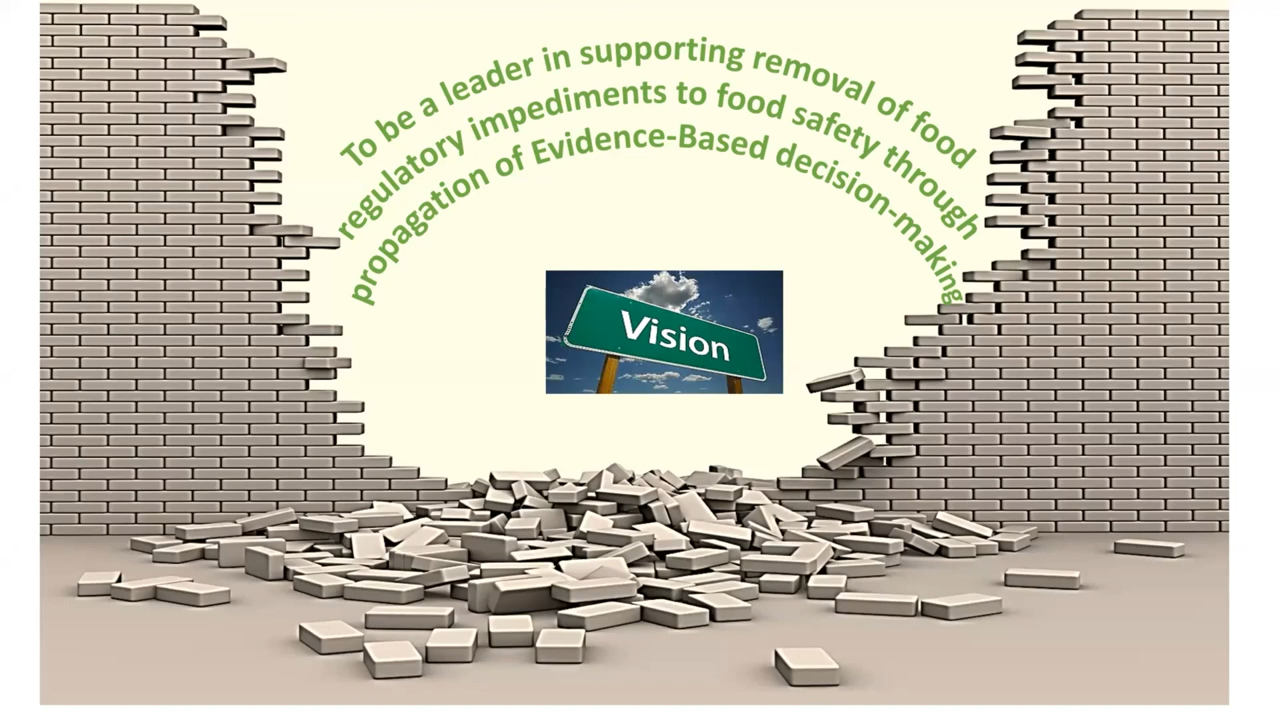 To be a leader in supporting removal of food
regulatory impediments to food safety through
propagation of Evidence-Based decision-making
Vision